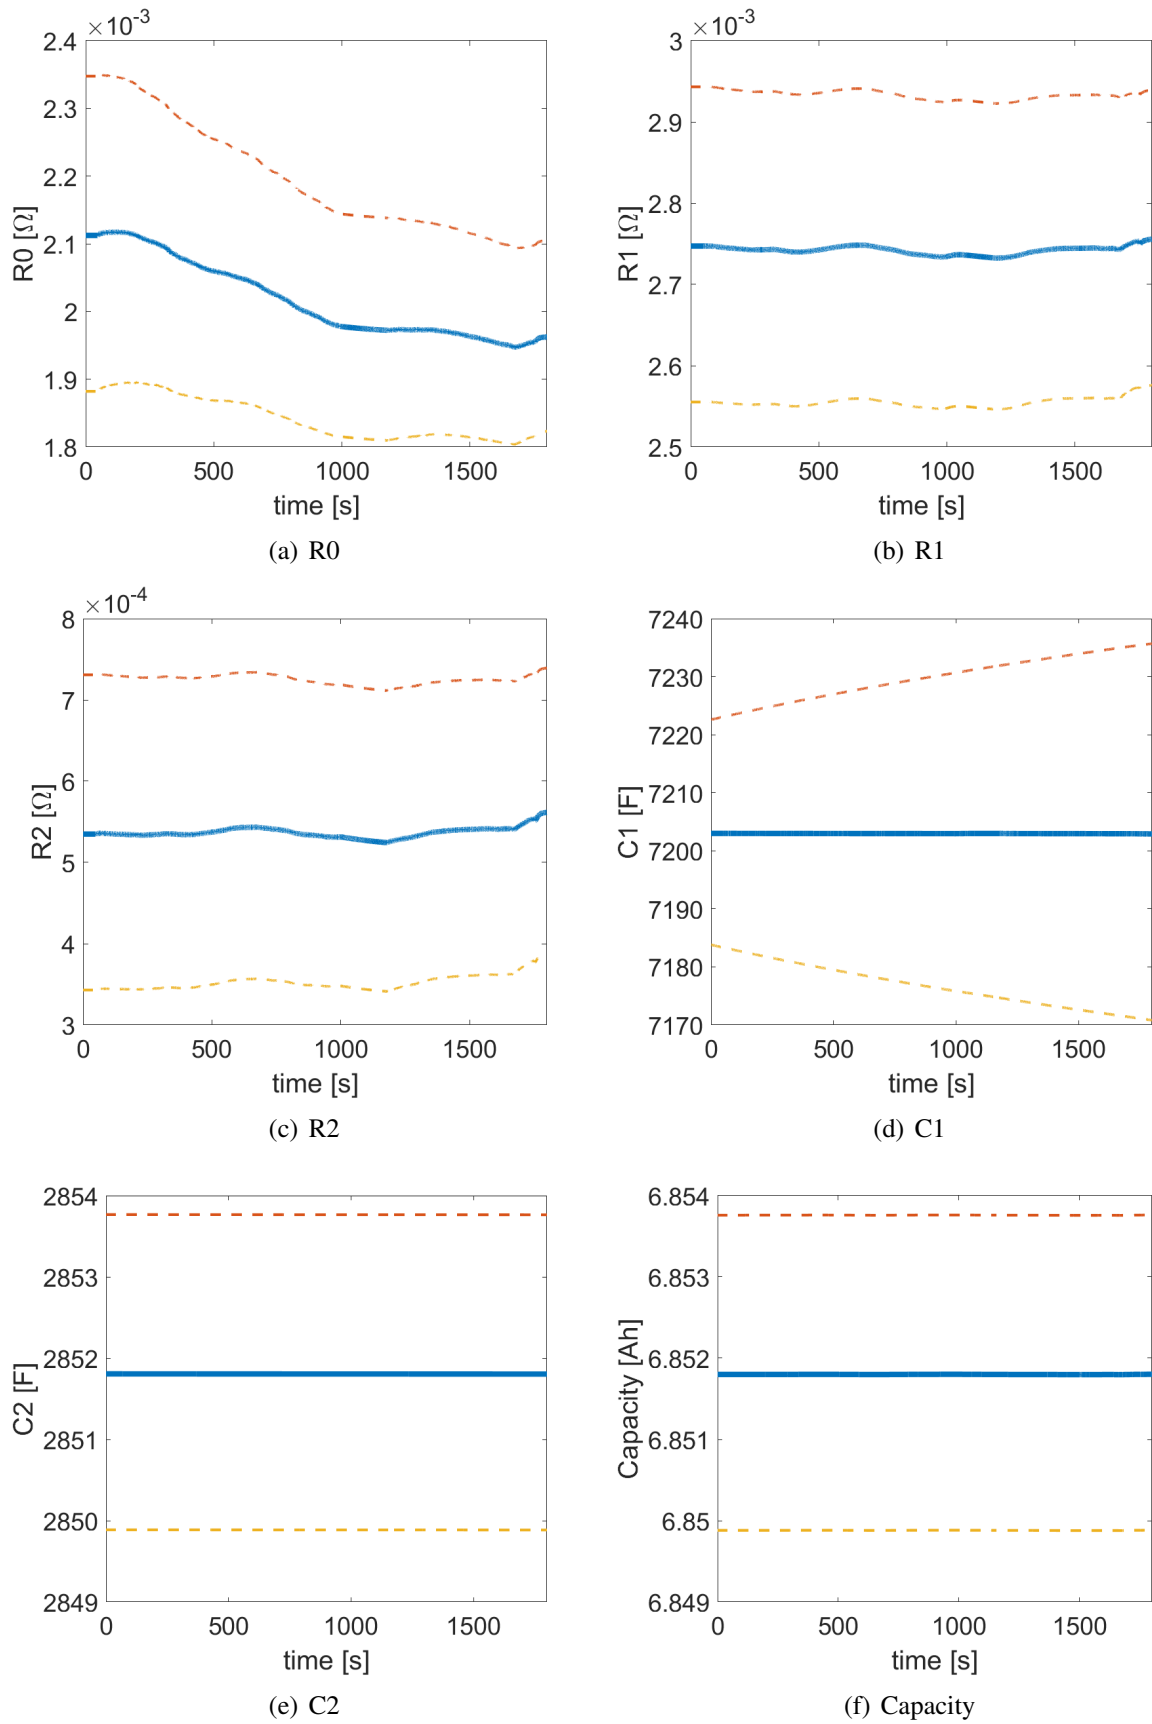 ×10-3
2.4
2.3
2.2
2.1
2
1.9
1.8
R0 [Ω]
0 500 1000 1500
time [s]
(a) R0
×10-3
3
2.9
2.8
2.7
2.6
2.5
R1 [Ω]
0 500 1000 1500
time [s]
(b) R1
×10-4
8
7
6
5
4
3
R2 [Ω]
0 500 1000 1500
time [s]
(c) R2
7240
7230
7220
7210
7200
7190
7180
7170
C1 [F]
0 500 1000 1500
time [s]
(d) C1
2854
2853
2852
2851
2850
2849
C2 [F]
0 500 1000 1500
time [s]
(e) C2
6.854
6.853
6.852
6.851
6.85
6.849
Capacity [Ah]
0 500 1000 1500
time [s]
(f) Capacity